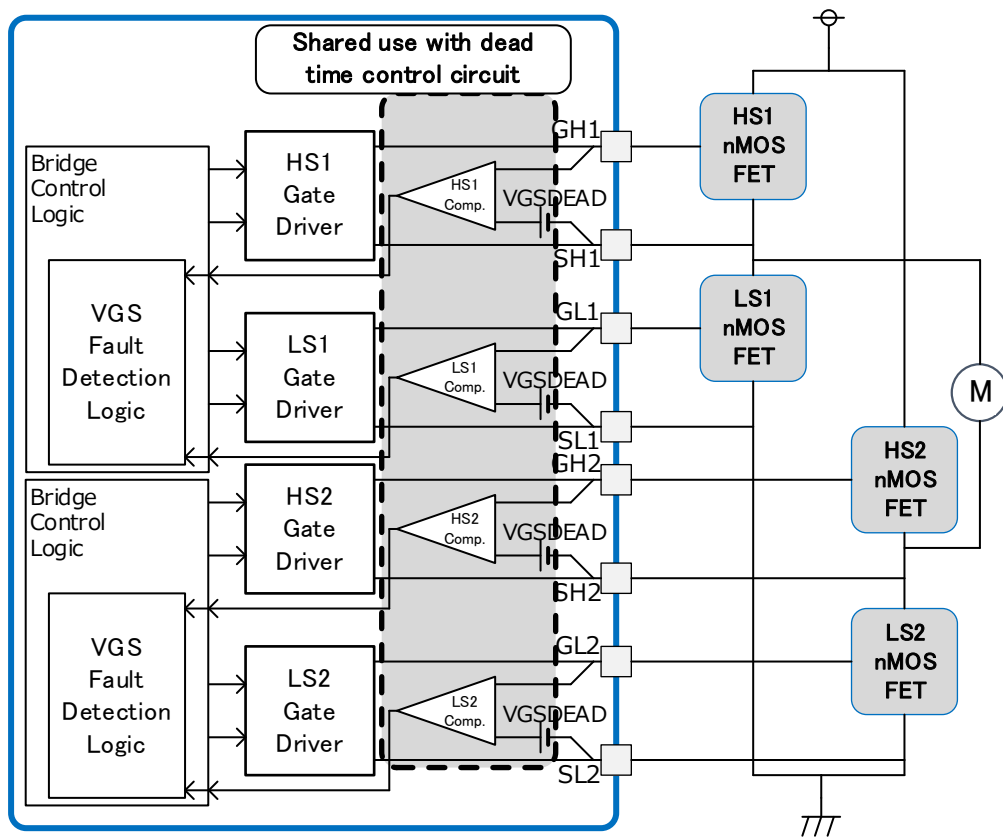 Shared use with dead
time control circuit
Bridge
Control
Logic
HS1
Gate
Driver
HS1
Comp.
GH1
VGSDEAD
SH1
HS1
nMOS
FET
VGS
Fault
Detection
Logic
LS1
Gate
Driver
LS1
Comp.
GL1
VGSDEAD
SL1
LS1
nMOS
FET
M
Bridge
Control
Logic
HS2
Gate
Driver
HS2
Comp.
GH2
VGSDEAD
SH2
HS2
nMOS
FET
VGS
Fault
Detection
Logic
LS2
Gate
Driver
LS2
Comp.
GL2
VGSDEAD
SL2
LS2
nMOS
FET